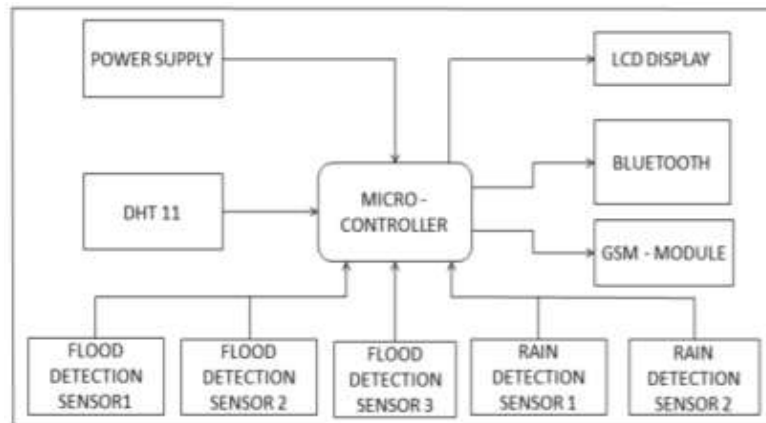 POWER SUPPLY
LCD DISPLAY
BLUETOOTH
DHT 11
MICRO -
CONTROLLER
GSM - MODULE
FLOOD
DETECTION
SENSOR1
FLOOD
DETECTION
SENSOR 2
FLOOD
DETECTION
SENSOR 3
RAIN
DETECTION
SENSOR 1
RAIN
DETECTION
SENSOR 2